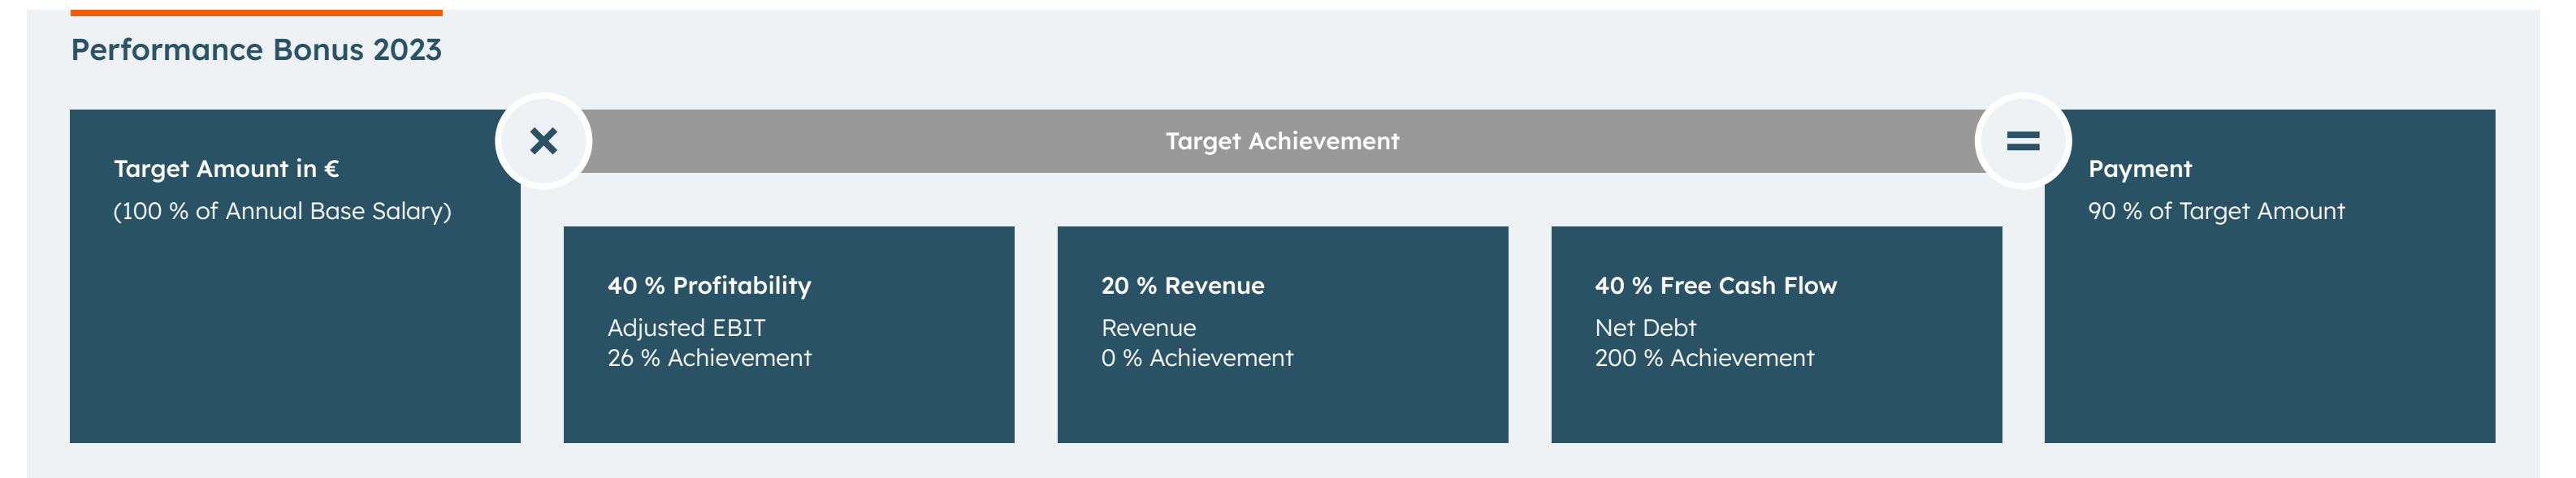 Performance Bonus 2023
Target Amount in €
(100 % of Annual Base Salary)
×
Target Achievement
40 % Profitability
Adjusted EBIT
26 % Achievement
20 % Revenue
Revenue
0 % Achievement
40 % Free Cash Flow
Net Debt
200 % Achievement
=
Payment
90 % of Target Amount